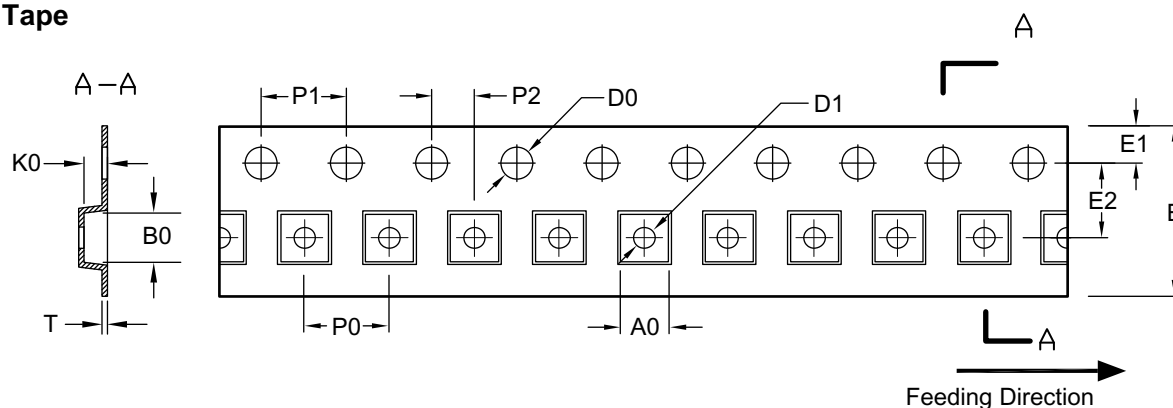 Tape
A
A-A
P1
P2
D0
D1
K0
E1
E2
B0
T
P0
A0
A
Feeding Direction